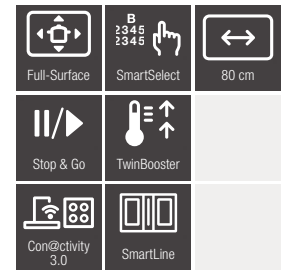 B
2345
2345
Full-Surface
SmartSelect
80 cm
Stop & Go
TwinBooster
Con@ctivity
3.0
SmartLine